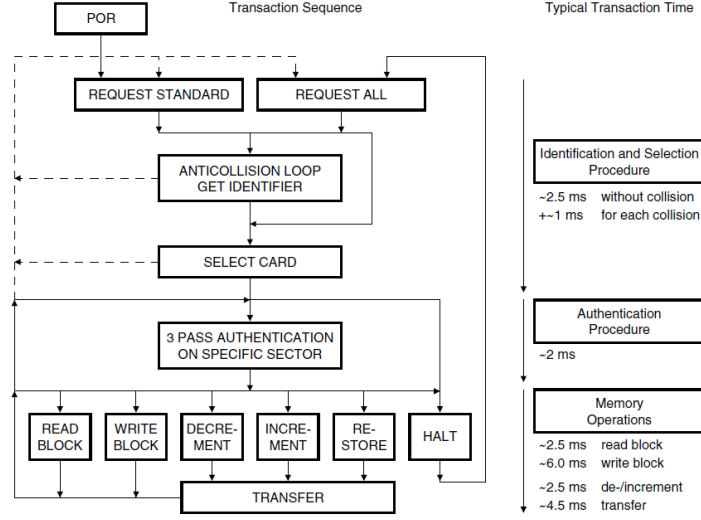 Transaction Sequence
Typical Transaction Time
POR
REQUEST STANDARD
REQUEST ALL
ANTICOLLISION LOOP
GET IDENTIFIER
SELECT CARD
3 PASS AUTHENTICATION
ON SPECIFIC SECTOR
READ
BLOCK
WRITE
BLOCK
DECRE-
MENT
INCRE-
MENT
RE-
STORE
HALT
TRANSFER
Identification and Selection
Procedure
~2.5 ms without collision
+~1 ms for each collision
Authentication
Procedure
~2 ms
Memory
Operations
~2.5 ms read block
~6.0 ms write block
~2.5 ms de-/increment
~4.5 ms transfer